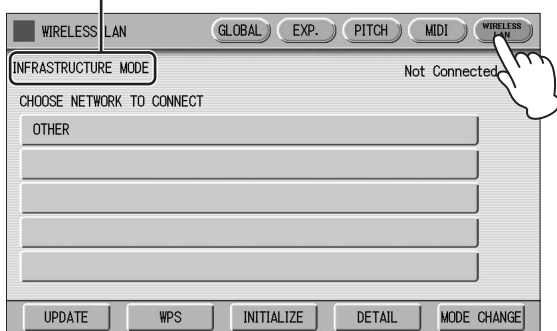 WIRELESS LAN GLOBAL EXP. PITCH MIDI WIRELESS LAN
INFRASTRUCTURE MODE Not Connected
CHOOSE NETWORK TO CONNECT
OTHER
UPDATE WPS INITIALIZE DETAIL MODE CHANGE